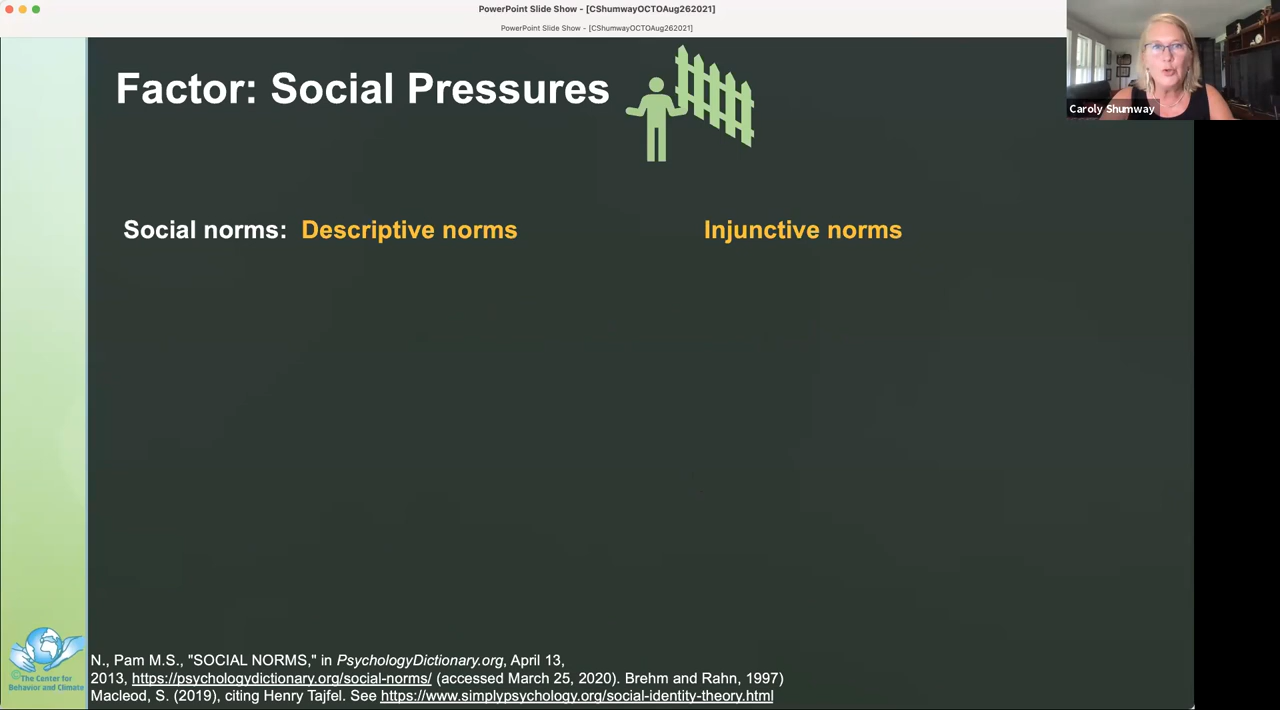 PowerPoint Slide Show - [CShumwayOCTOAug262021]
PowerPoint Slide Show - [CShumwayOCTOAug262021]
Caroly Shumway
Factor: Social Pressures
Social norms: Descriptive norms Injunctive norms
N., Pam M.S., "SOCIAL NORMS," in PsychologyDictionary.org, April 13,
2013, https://psychologydictionary.org/social-norms/ (accessed March 25, 2020). Brehm and Rahn, 1997)
Macleod, S. (2019), citing Henry Tajfel. See https://www.simplypsychology.org/social-identity-theory.html
©The Center for
Behavior and Climate